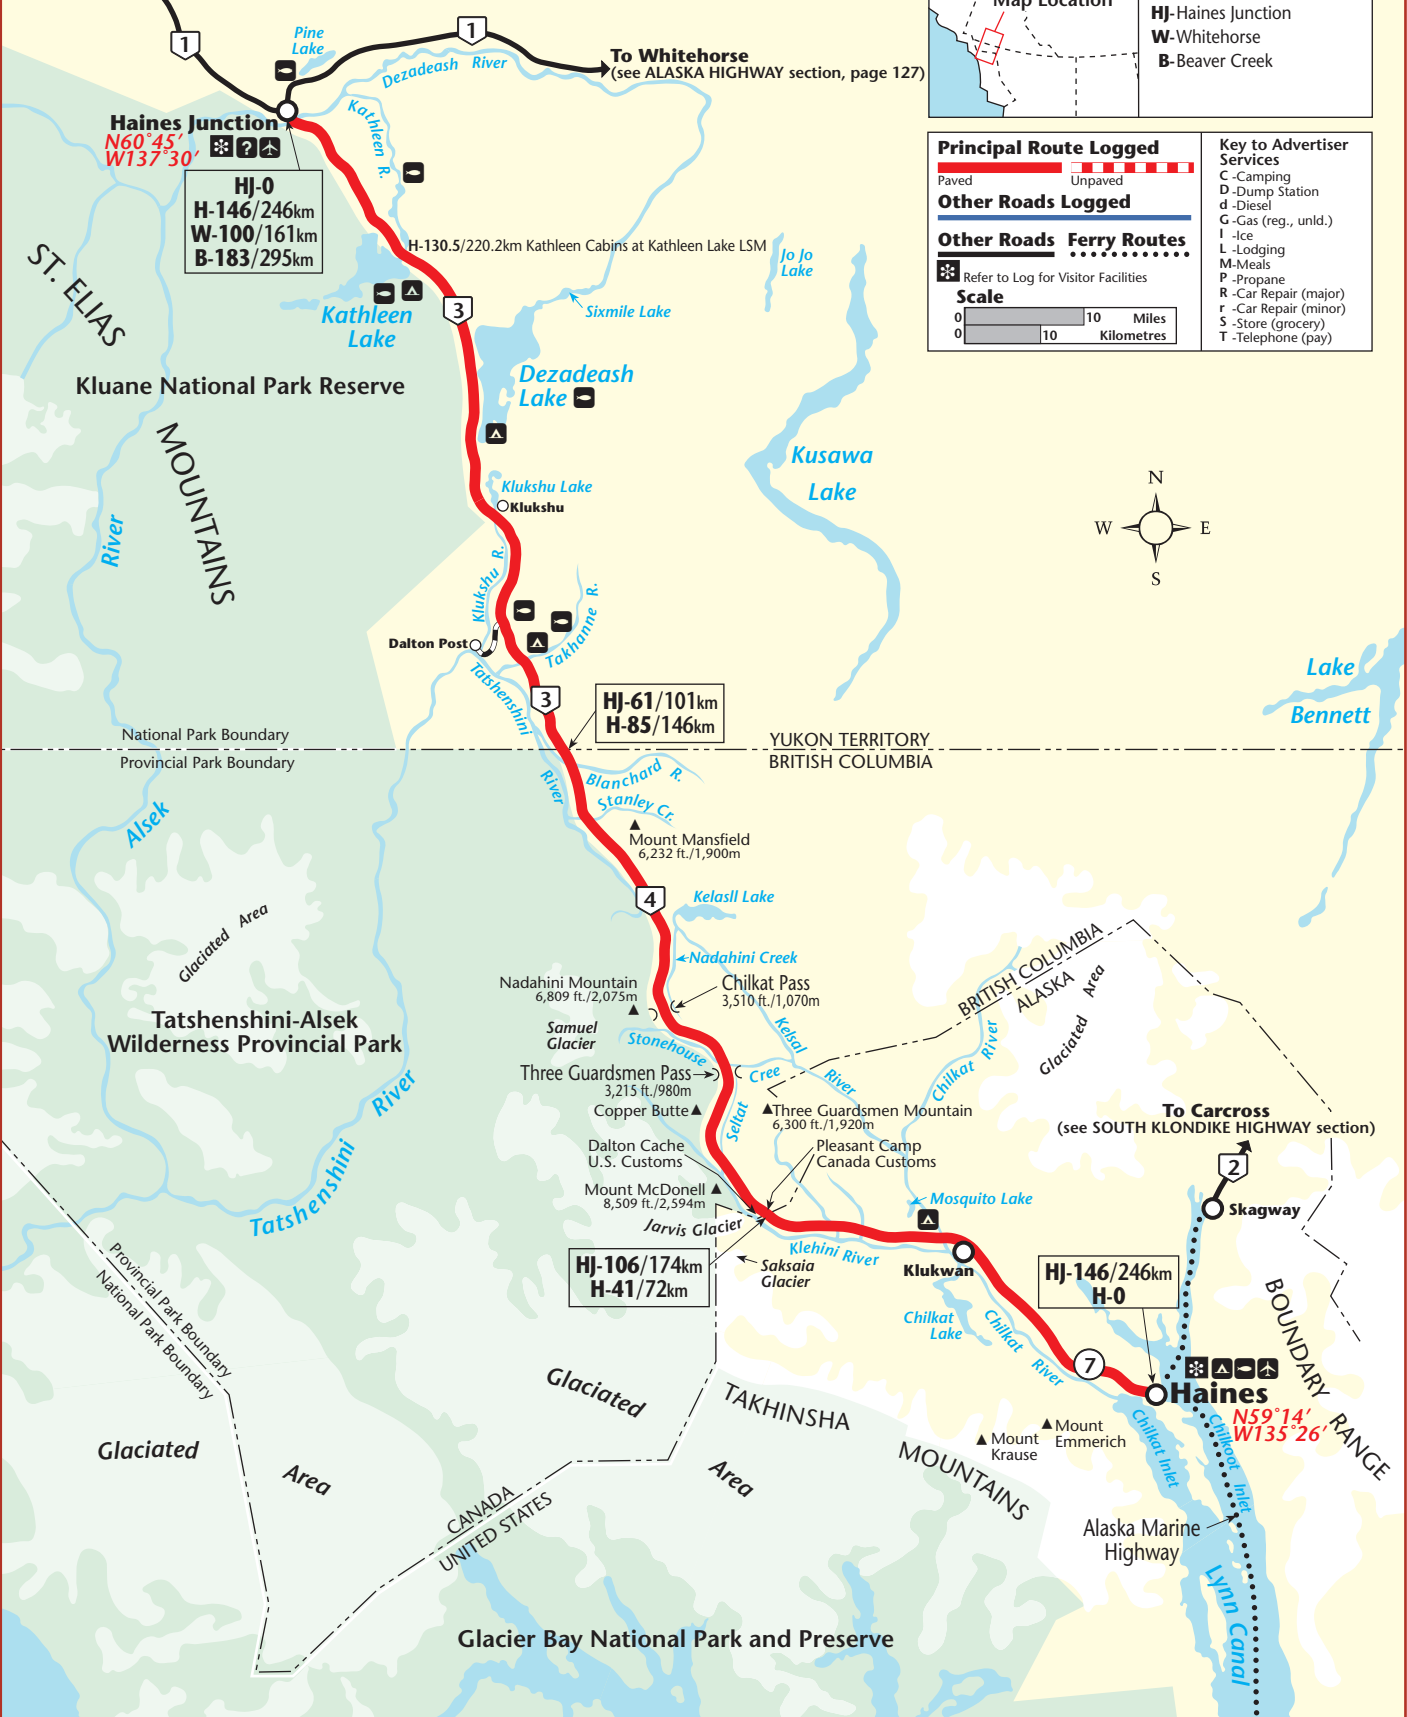 Map Location
HJ-Haines Junction
W-Whitehorse
B-Beaver Creek
1
1
Pine
Lake
Dezadeash River
To Whitehorse
(see ALASKA HIGHWAY section, page 127)
Kathleen R.
Haines Junction
N60°45′
W137°30′
?
HJ-0
H-146/246km
W-100/161km
B-183/295km
Principal Route Logged
Paved
Unpaved
Other Roads Logged
Other Roads Ferry Routes
Refer to Log for Visitor Facilities
Scale
0 10 Miles
0 10 Kilometres
Key to Advertiser
Services
C -Camping
D -Dump Station
d -Diesel
G -Gas (reg., unld.)
I -Ice
L -Lodging
M-Meals
P -Propane
R -Car Repair (major)
r -Car Repair (minor)
S -Store (grocery)
T -Telephone (pay)
H-130.5/220.2km Kathleen Cabins at Kathleen Lake LSM
Jo Jo
Lake
ST. ELIAS
MOUNTAINS
Kathleen
Lake
3
Sixmile Lake
Kluane National Park Reserve
Dezadeash
Lake
Kusawa
Lake
Klukshu Lake
Klukshu
N
W E
S
River
Klukshu R.
Takhanne R.
Dalton Post
Tatshenshini
River
3
HJ-61/101km
H-85/146km
Lake
Bennett
National Park Boundary
Provincial Park Boundary
YUKON TERRITORY
BRITISH COLUMBIA
Blanchard R.
Stanley Cr.
Alsek
Mount Mansfield
6,232 ft./1,900m
4
Kelasll Lake
Glaciated Area
Nadahini Creek
Nadahini Mountain
6,809 ft./2,075m
Chilkat Pass
3,510 ft./1,070m
BRITISH COLUMBIA
ALASKA
Glaciated Area
Tatshenshini-Alsek
Wilderness Provincial Park
Samuel
Glacier
Stonehouse
Cree
Kelsal
River
Chilkat River
Three Guardsmen Pass
3,215 ft./980m
Copper Butte
Seltat
Three Guardsmen Mountain
6,300 ft./1,920m
Tatshenshini
River
Dalton Cache
U.S. Customs
Pleasant Camp
Canada Customs
To Carcross
(see SOUTH KLONDIKE HIGHWAY section)
2
Skagway
Mount McDonell
8,509 ft./2,594m
Jarvis Glacier
Mosquito Lake
Klehini River
Klukwan
HJ-106/174km
H-41/72km
Saksaia
Glacier
HJ-146/246km
H-0
Provincial Park Boundary
National Park Boundary
Chilkat
Lake
Chilkat River
7
Haines
N59°14′
W135°26′
BOUNDARY
RANGE
Glaciated
Area
Glaciated
Area
TAKHINSHA
MOUNTAINS
Mount
Krause
Mount
Emmerich
Chilkat Inlet
Chilkoot Inlet
CANADA
UNITED STATES
Alaska Marine
Highway
Lynn Canal
Glacier Bay National Park and Preserve